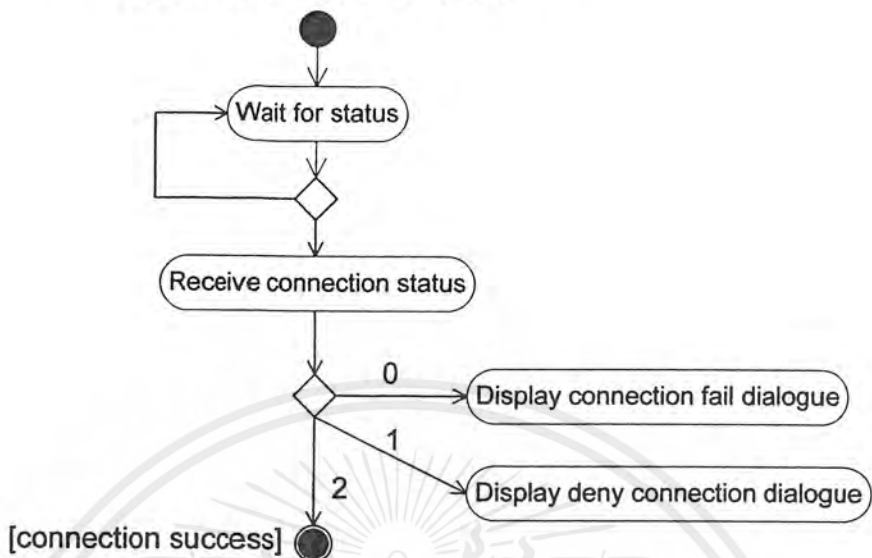 Wait for status
Receive connection status
0
Display connection fail dialogue
1
Display deny connection dialogue
2
[connection success]